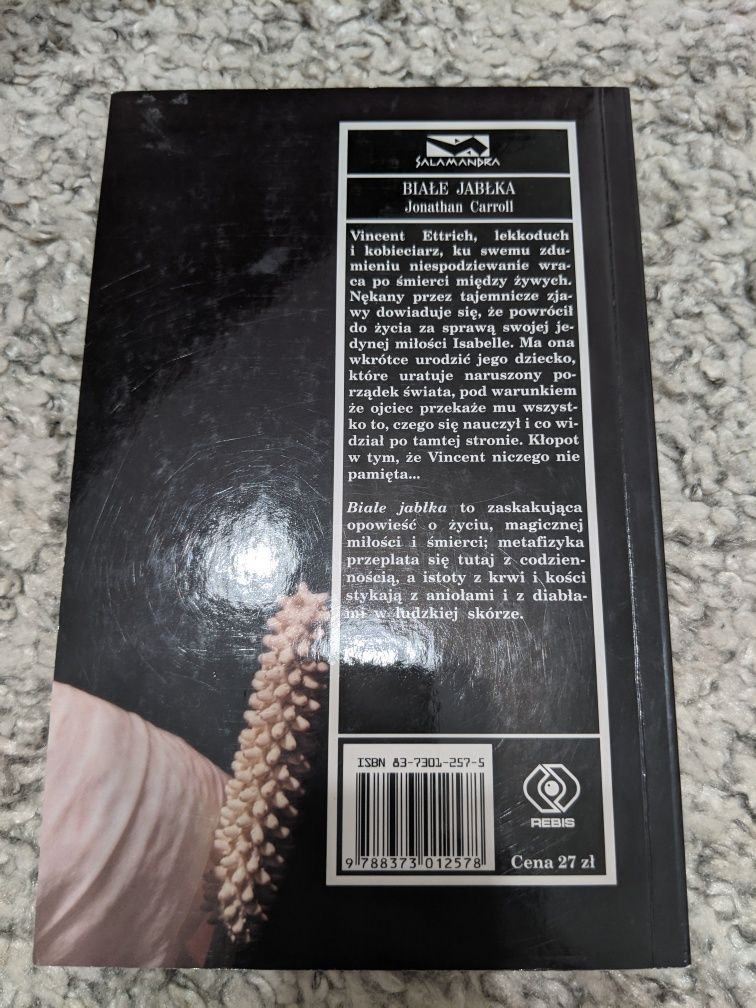 SALAMANDRA
BIAŁE JABŁKA
Jonathan Carroll
Vincent Ettrich, lekkoduch
i kobieciarz, ku swemu zdu-
mieniu niespodziewanie wra-
ca po śmierci między żywych.
Nękany przez tajemnicze zja-
wy dowiaduje się, że powrócił
do życia za sprawą swojej je-
dynej miłości Isabelle. Ma ona
wkrótce urodzić jego dziecko,
które uratuje naruszony po-
rządek świata, pod warunkiem
że ojciec przekaże mu wszyst-
ko to, czego się nauczył i co wi-
dział po tamtej stronie. Kłopot
w tym, że Vincent niczego nie
pamięta...
Białe jabłka to zaskakująca
opowieść o życiu, magicznej
miłości i śmierci; metafizyka
przeplata się tutaj z codzien-
nością, a istoty z krwi i kości
stykają z aniołami i z diabła-
mi w ludzkiej skórze.
ISBN 83-7301-257-5
9 788373 012578
REBIS
Cena 27 zł